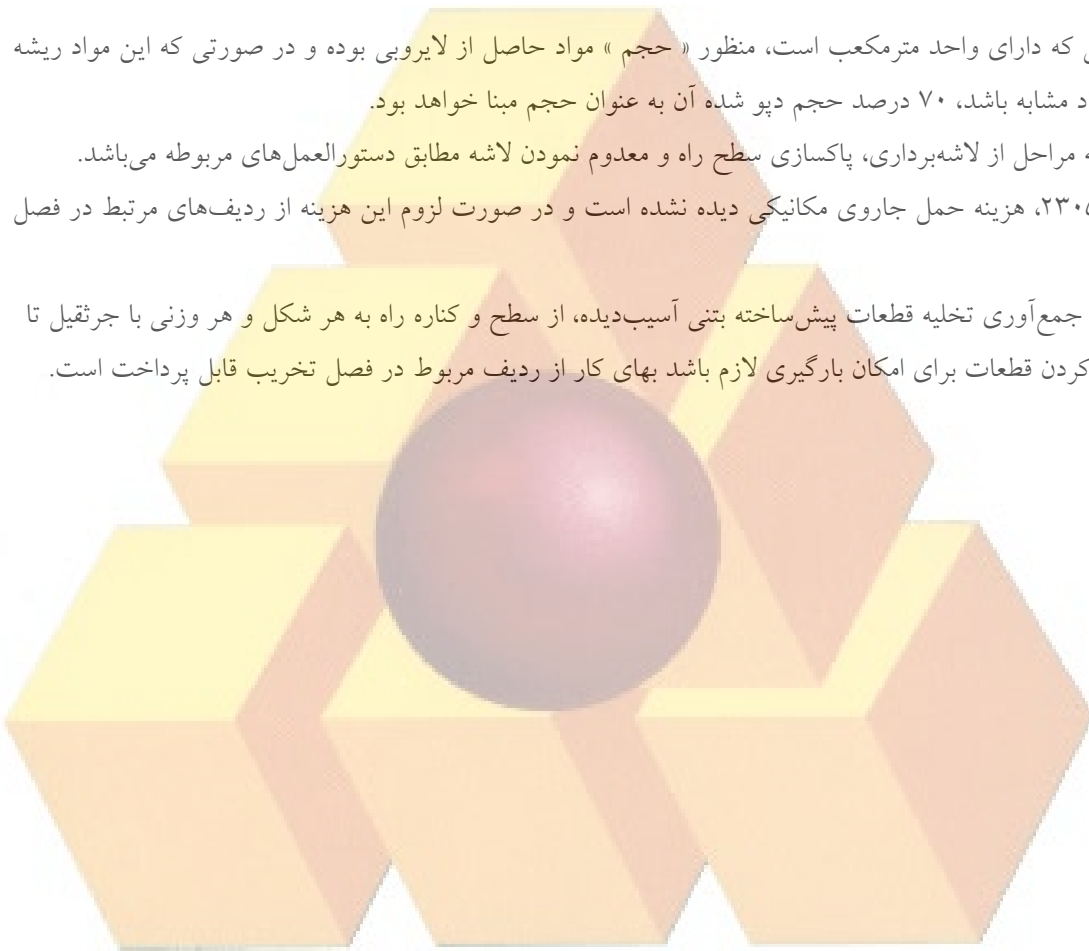 که دارای واحد مترمکعب است، منظور « حجم » مواد حاصل از لایروبی بوده و در صورتی که این مواد ریشه
د مشابه باشد، ۷۰ درصد حجم دپو شده آن به عنوان حجم مبنا خواهد بود.
مراحل از لاشه‌برداری، پاکسازی سطح راه و معدوم نمودن لاشه مطابق دستورالعمل‌های مربوطه می‌باشد.
۲۳۰۵، هزینه حمل جاروی مکانیکی دیده نشده است و در صورت لزوم این هزینه از ردیف‌های مرتبط در فصل
جمع‌آوری تخلیه قطعات پیش‌ساخته بتنی آسیب‌دیده، از سطح و کناره راه به هر شکل و هر وزنی با جرثقیل تا
کردن قطعات برای امکان بارگیری لازم باشد بهای کار از ردیف مربوط در فصل تخریب قابل پرداخت است.